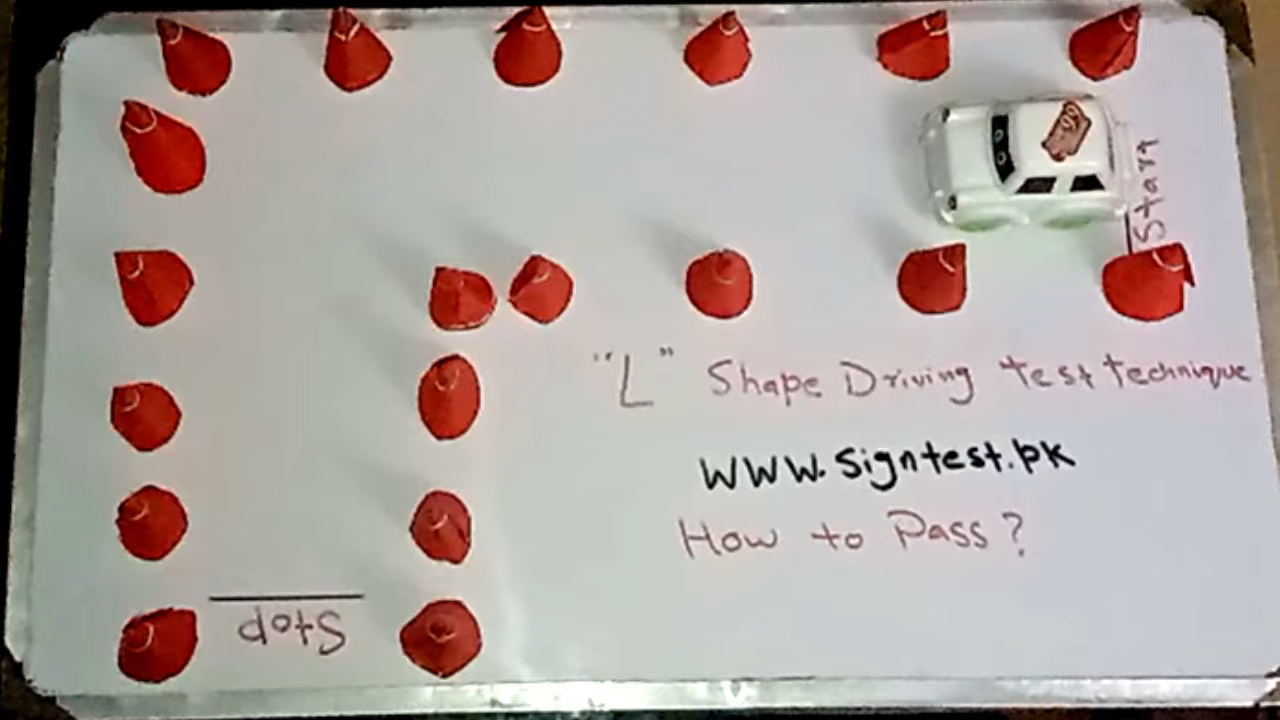 Start
"L" Shape Driving test technique
www.signtest.pk
How to Pass?
Stop